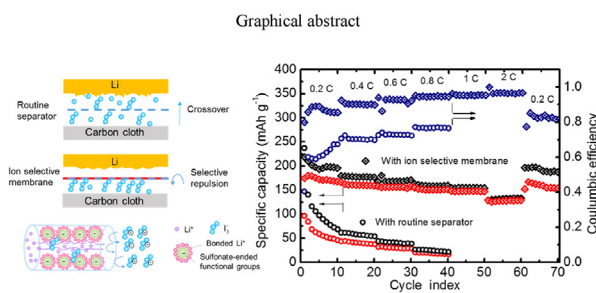 Graphical abstract
Li
Routine
separator
Crossover
Carbon cloth
Li
Ion selective
membrane
Selective
repulsion
Carbon cloth
Li⁺
I₃⁻
Bonded Li⁺
Sulfonate-ended
functional groups
Specific capacity (mAh g⁻¹)
400
350
300
250
200
150
100
50
0
0.2 C
0.4 C
0.6 C
0.8 C
1 C
2 C
0.2 C
With ion selective membrane
With routine separator
0 10 20 30 40 50 60 70
Cycle index
1.0
0.8
0.6
0.4
0.2
0.0
Coulumbic efficiency